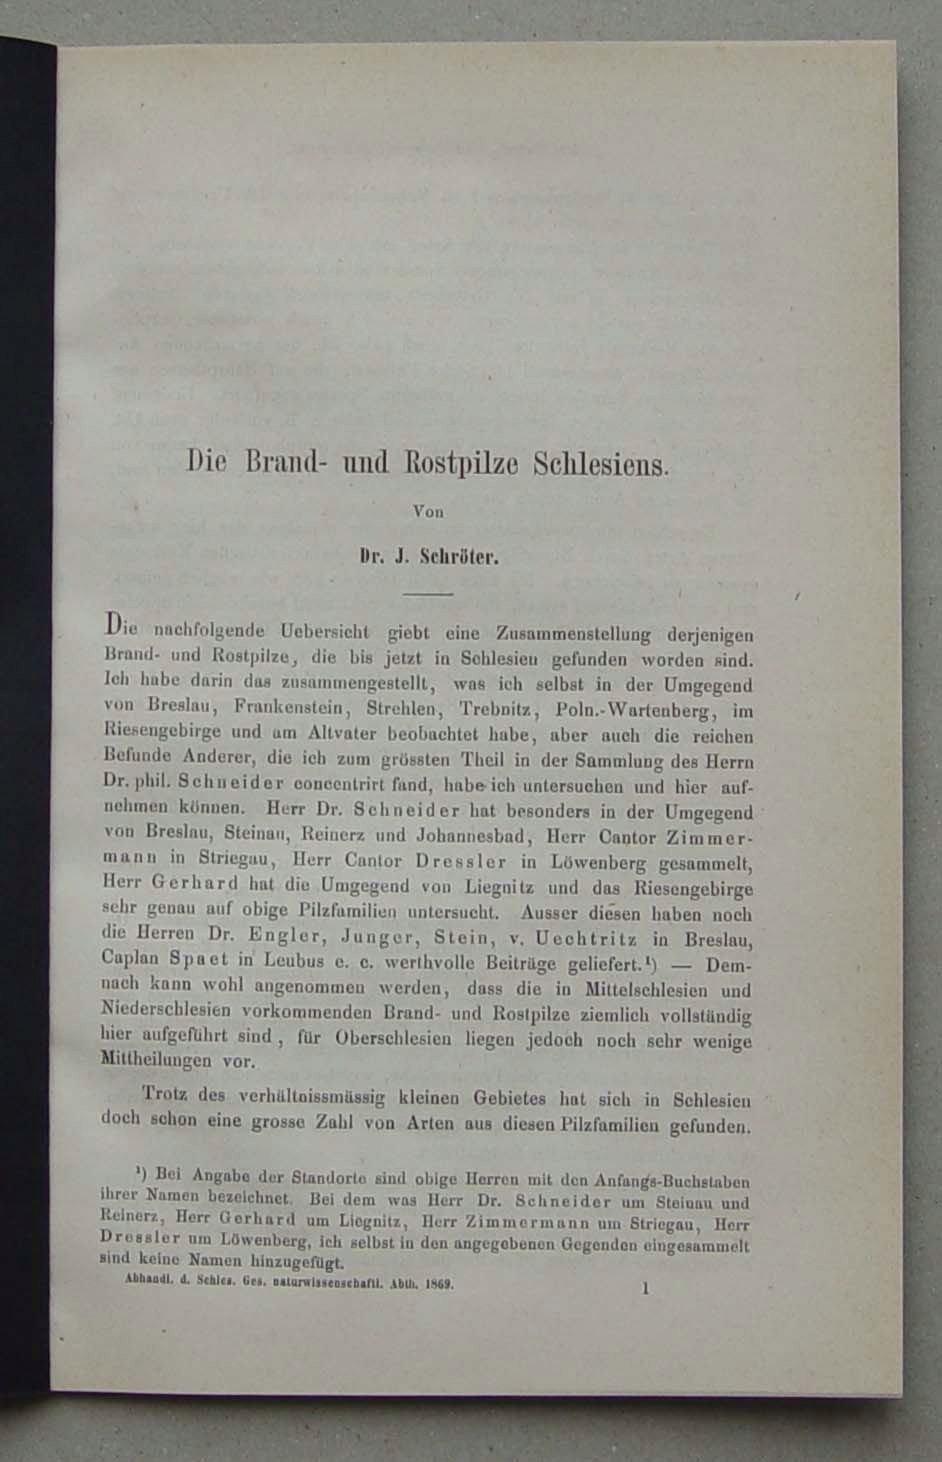 Die Brand- und Rostpilze Schlesiens.
Von
Dr. J. Schröter.
Die nachfolgende Uebersicht giebt eine Zusammenstellung derjenigen
Brand- und Rostpilze, die bis jetzt in Schlesien gefunden worden sind.
Ich habe darin das zusammengestellt, was ich selbst in der Umgegend
von Breslau, Frankenstein, Strehlen, Trebnitz, Poln.-Wartenberg, im
Riesengebirge und am Altvater beobachtet habe, aber auch die reichen
Befunde Anderer, die ich zum grössten Theil in der Sammlung des Herrn
Dr. phil. Schneider concentrirt fand, habe ich untersuchen und hier auf-
nehmen können. Herr Dr. Schneider hat besonders in der Umgegend
von Breslau, Steinau, Reinerz und Johannesbad, Herr Cantor Zimmer-
mann in Striegau, Herr Cantor Dressler in Löwenberg gesammelt,
Herr Gerhard hat die Umgegend von Liegnitz und das Riesengebirge
sehr genau auf obige Pilzfamilien untersucht. Ausser diesen haben noch
die Herren Dr. Engler, Junger, Stein, v. Uechtritz in Breslau,
Caplan Spaet in Leubus e. c. werthvolle Beiträge geliefert.¹) — Dem-
nach kann wohl angenommen werden, dass die in Mittelschlesien und
Niederschlesien vorkommenden Brand- und Rostpilze ziemlich vollständig
hier aufgeführt sind, für Oberschlesien liegen jedoch noch sehr wenige
Mittheilungen vor.
Trotz des verhältnissmässig kleinen Gebietes hat sich in Schlesien
doch schon eine grosse Zahl von Arten aus diesen Pilzfamilien gefunden.
¹) Bei Angabe der Standorte sind obige Herren mit den Anfangs-Buchstaben
ihrer Namen bezeichnet. Bei dem was Herr Dr. Schneider um Steinau und
Reinerz, Herr Gerhard um Liegnitz, Herr Zimmermann um Striegau, Herr
Dressler um Löwenberg, ich selbst in den angegebenen Gegenden eingesammelt
sind keine Namen hinzugefügt.
Abhandl. d. Schles. Ges. naturwissenschaftl. Abth. 1869.
1